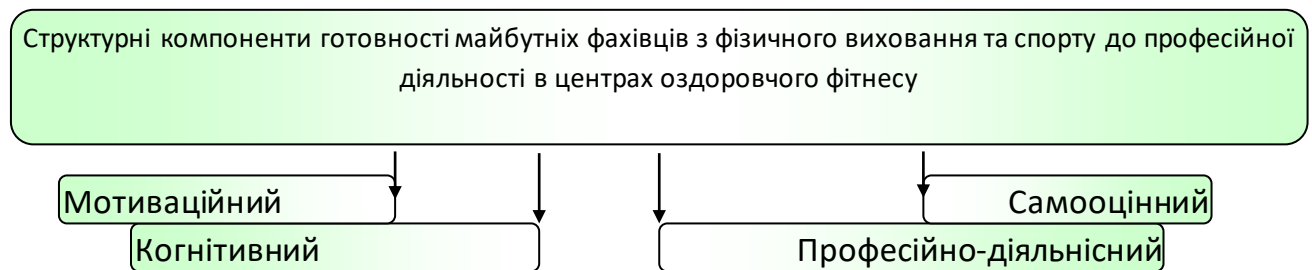 Структурні компоненти готовності майбутніх фахівців з фізичного виховання та спорту до професійної
діяльності в центрах оздоровчого фітнесу
Мотиваційний
Самооцінний
Когнітивний
Професійно-діяльнісний